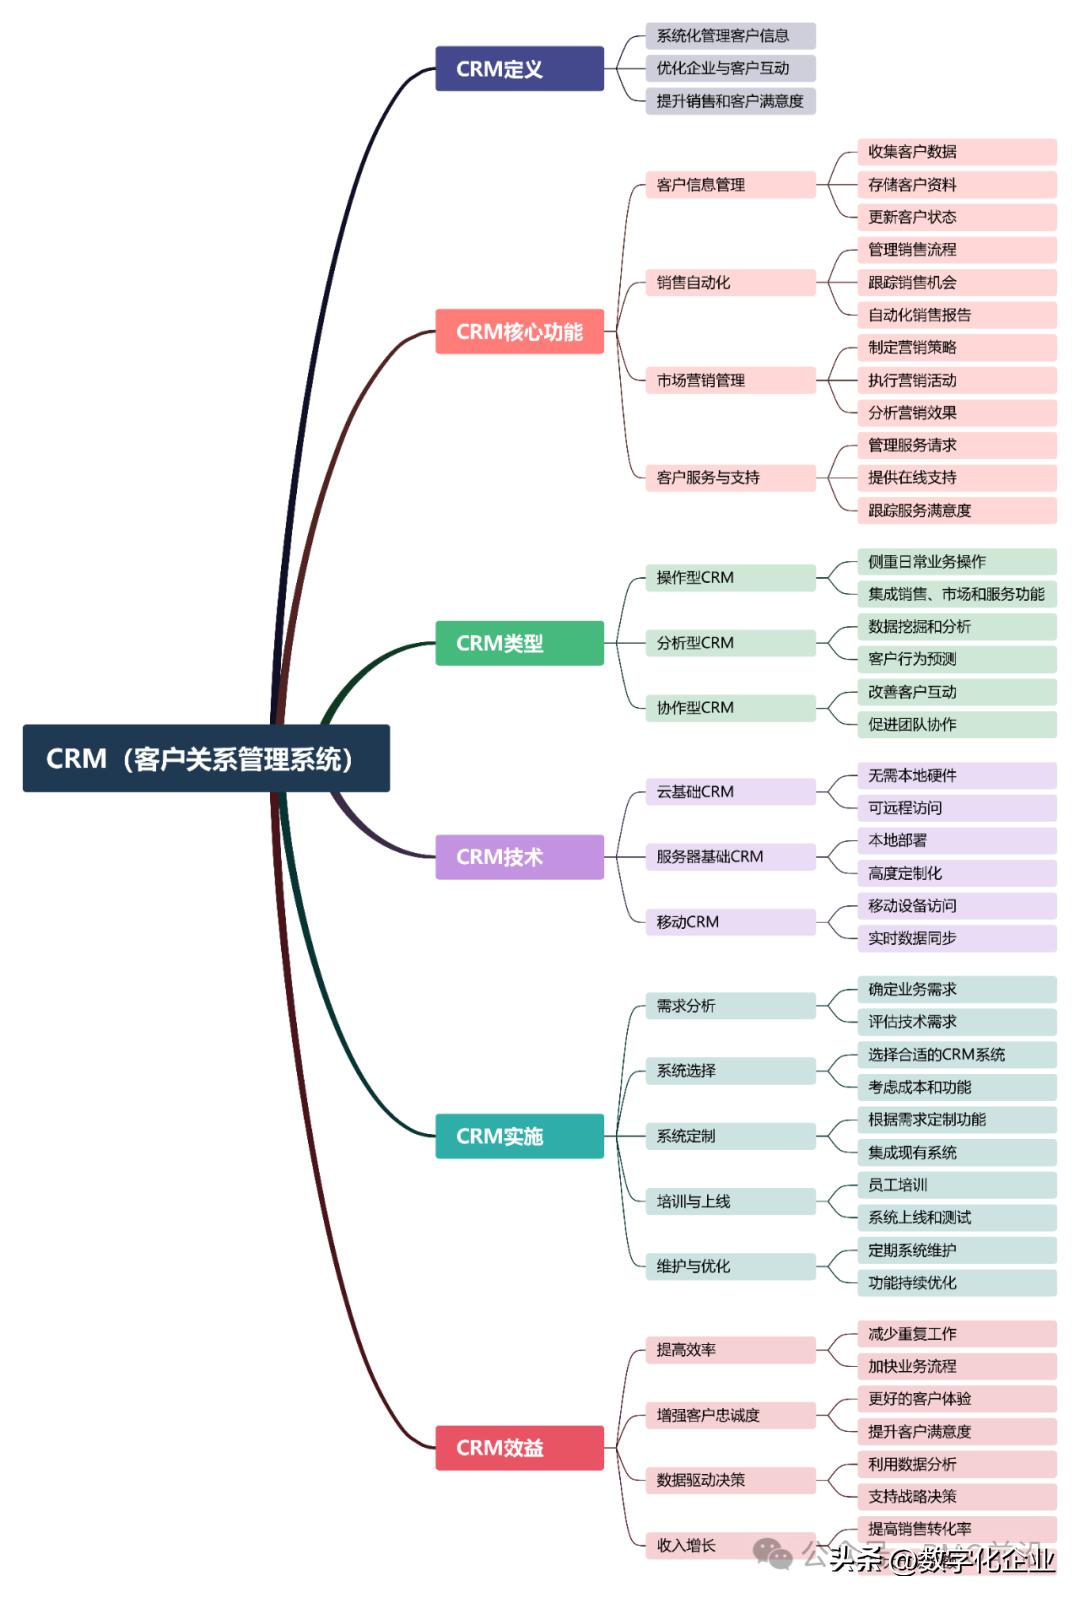 CRM（客户关系管理系统）
CRM定义
系统化管理客户信息
优化企业与客户互动
提升销售和客户满意度
CRM核心功能
客户信息管理
收集客户数据
存储客户资料
更新客户状态
销售自动化
管理销售流程
跟踪销售机会
自动化销售报告
市场营销管理
制定营销策略
执行营销活动
分析营销效果
客户服务与支持
管理服务请求
提供在线支持
跟踪服务满意度
CRM类型
操作型CRM
侧重日常业务操作
集成销售、市场和服务功能
分析型CRM
数据挖掘和分析
客户行为预测
协作型CRM
改善客户互动
促进团队协作
CRM技术
云基础CRM
无需本地硬件
可远程访问
服务器基础CRM
本地部署
高度定制化
移动CRM
移动设备访问
实时数据同步
CRM实施
需求分析
确定业务需求
评估技术需求
系统选择
选择合适的CRM系统
考虑成本和功能
系统定制
根据需求定制功能
集成现有系统
培训与上线
员工培训
系统上线和测试
维护与优化
定期系统维护
功能持续优化
CRM效益
提高效率
减少重复工作
加快业务流程
增强客户忠诚度
更好的客户体验
提升客户满意度
数据驱动决策
利用数据分析
支持战略决策
收入增长
提高销售转化率
头条 @数字化企业